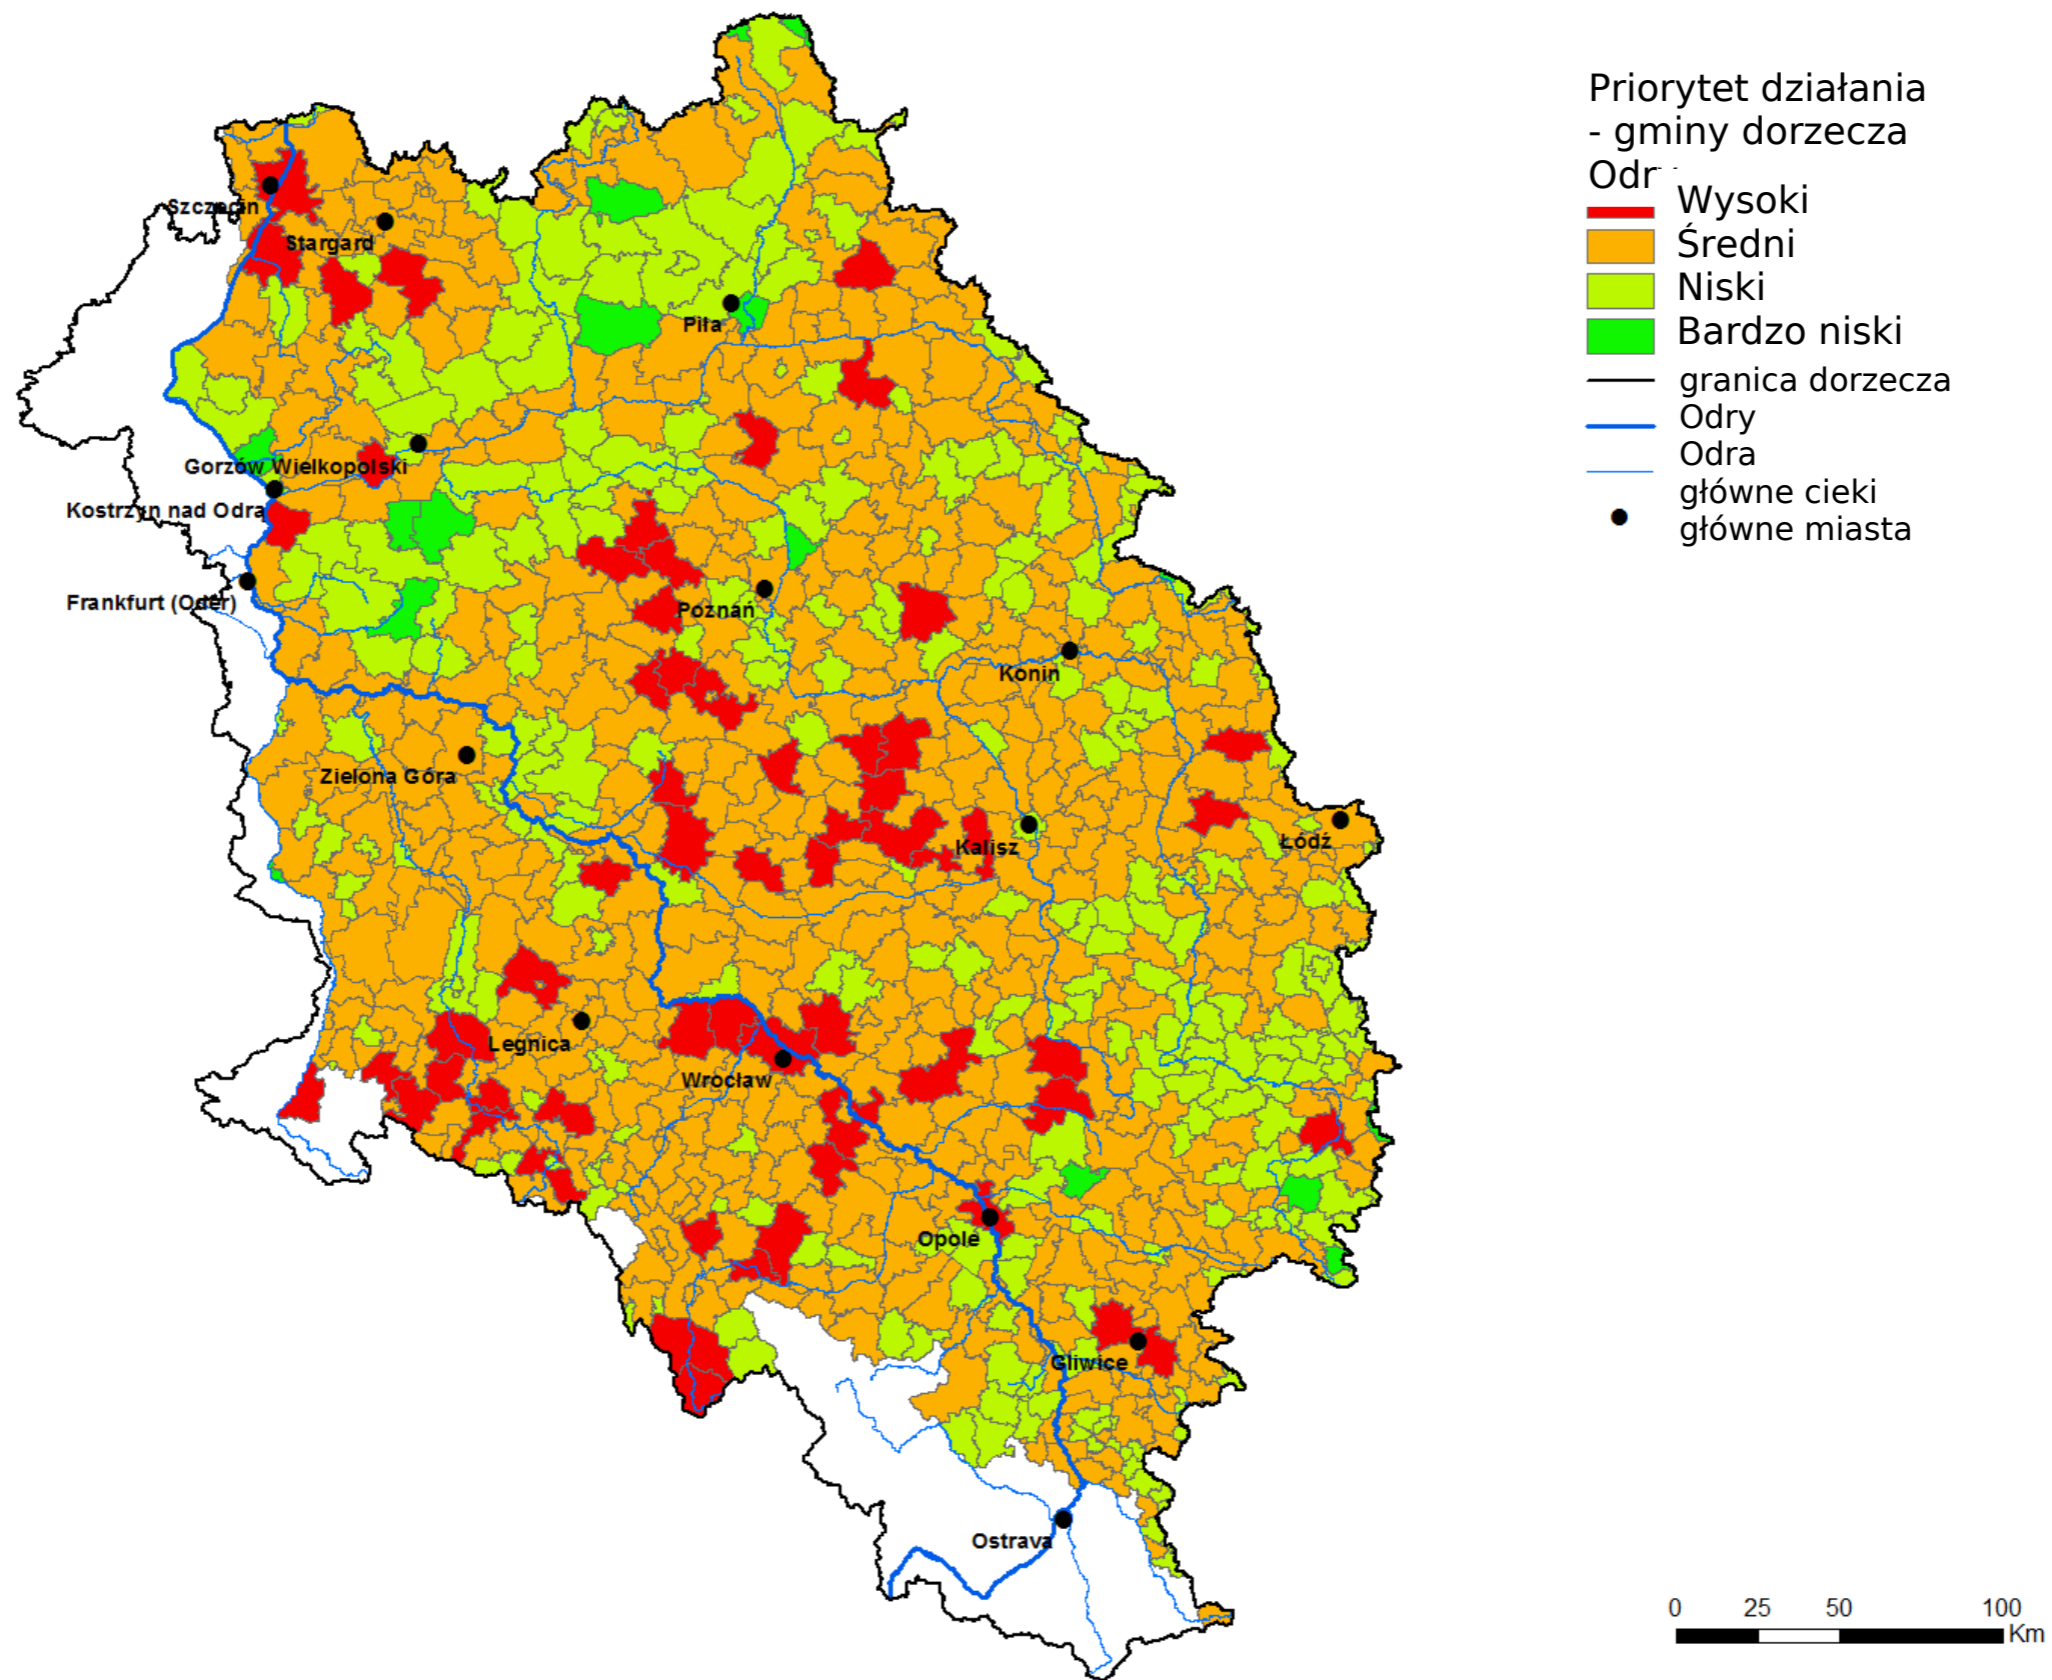 Priorytet działania
- gminy dorzecza
Wysoki
Średni
Niski
Bardzo niski
granica dorzecza
Odry
Odra
główne cieki
główne miasta
Szczecin
Stargard
Piła
Gorzów Wielkopolski
Kostrzyn nad Odrą
Frankfurt (Oder)
Poznań
Konin
Zielona Góra
Kalisz
Łódź
Legnica
Wrocław
Opole
Gliwice
Ostrava
0 25 50 100
Km